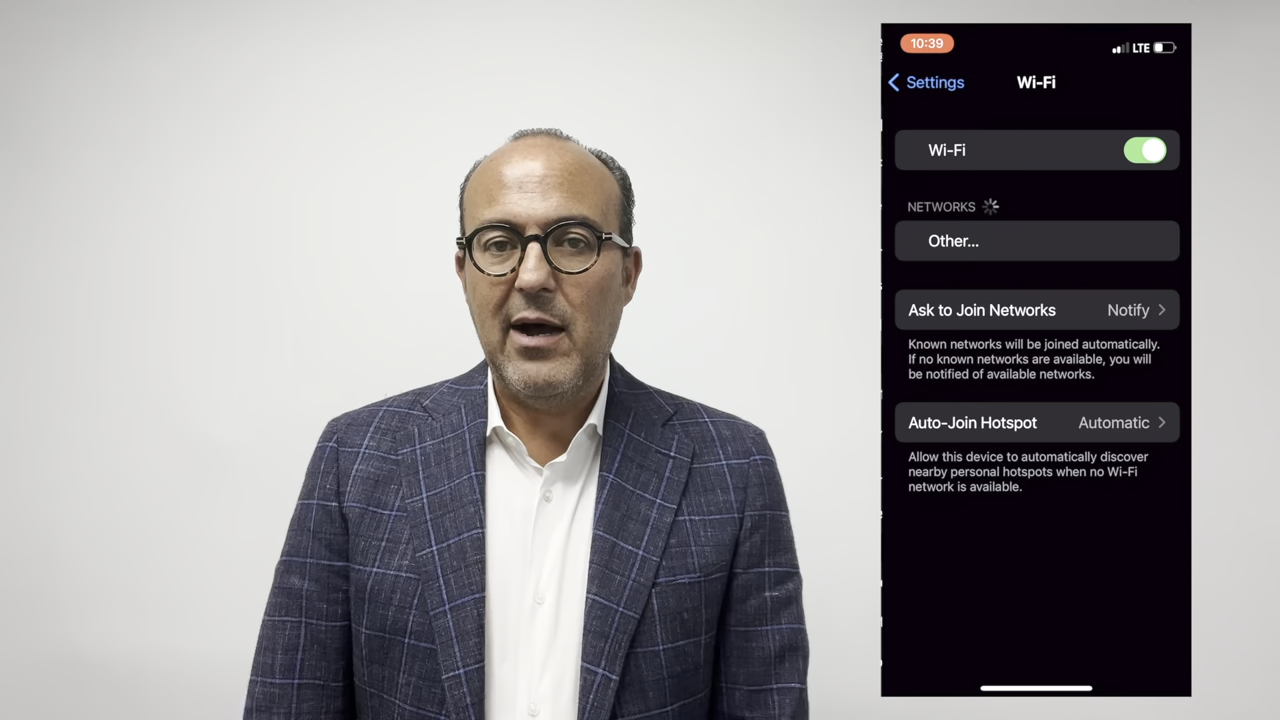 10:39
LTE
Settings
Wi-Fi
Wi-Fi
NETWORKS
Other...
Ask to Join Networks Notify
Known networks will be joined automatically.
If no known networks are available, you will
be notified of available networks.
Auto-Join Hotspot Automatic
Allow this device to automatically discover
nearby personal hotspots when no Wi-Fi
network is available.